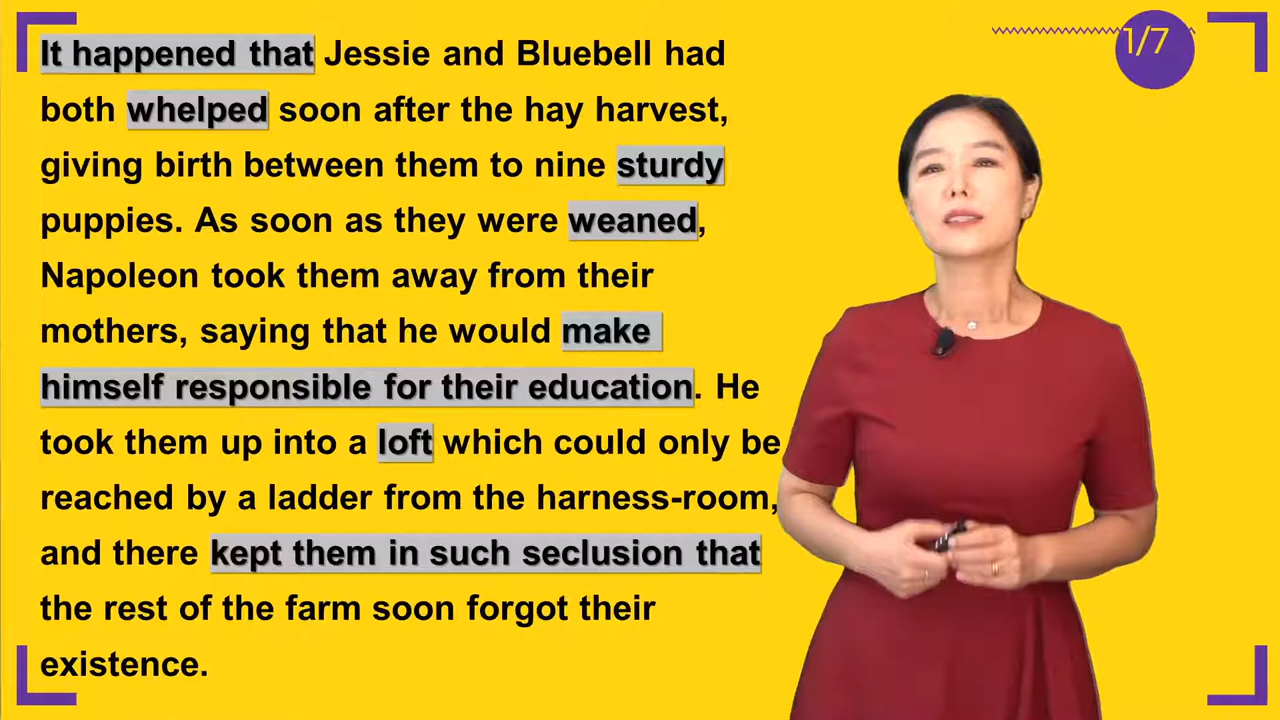 1/7
It happened that Jessie and Bluebell had
both whelped soon after the hay harvest,
giving birth between them to nine sturdy
puppies. As soon as they were weaned,
Napoleon took them away from their
mothers, saying that he would make
himself responsible for their education. He
took them up into a loft which could only be
reached by a ladder from the harness-room,
and there kept them in such seclusion that
the rest of the farm soon forgot their
existence.